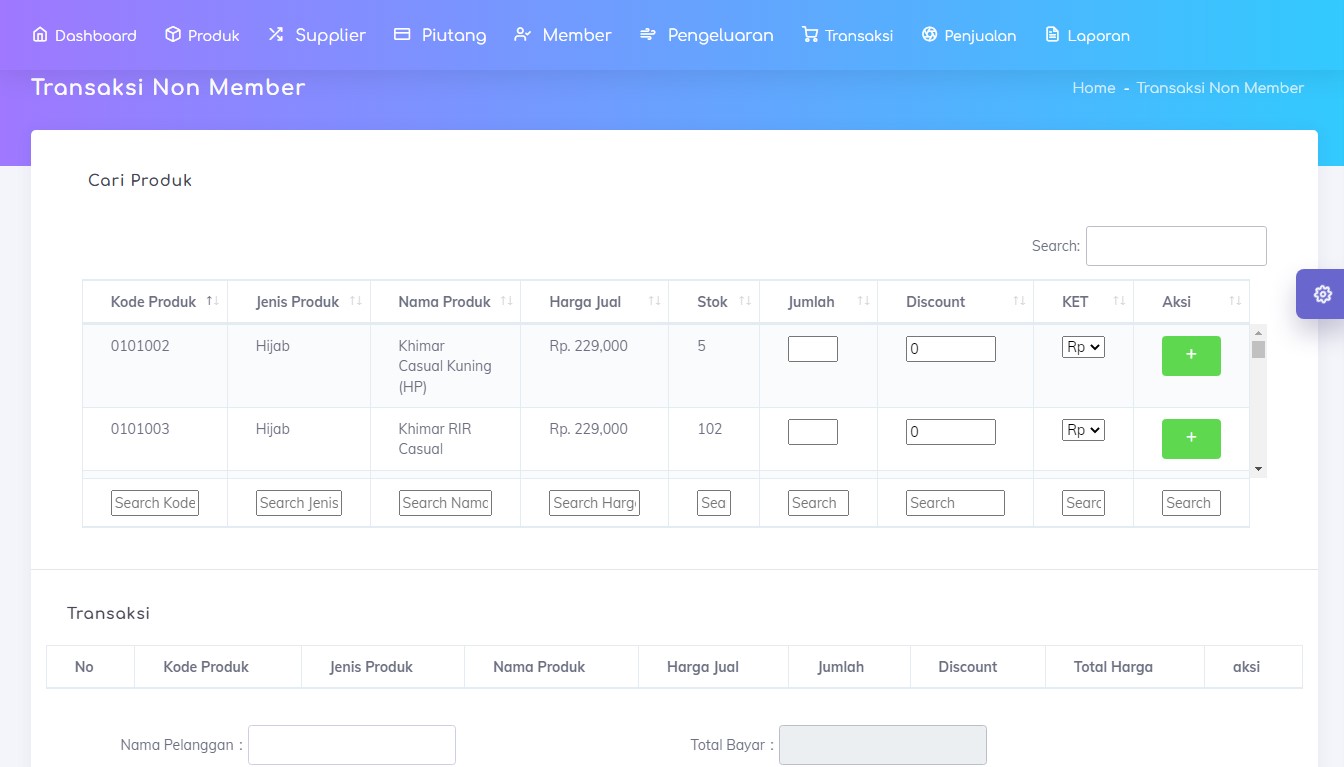 Dashboard Produk Supplier Piutang Member Pengeluaran Transaksi Penjualan Laporan
Transaksi Non Member
Home - Transaksi Non Member
Cari Produk
Search:
Kode Produk Jenis Produk Nama Produk Harga Jual Stok Jumlah Discount KET Aksi
0101002 Hijab Khimar Rp. 229,000 5 0 Rp +
Casual Kuning
(HP)
0101003 Hijab Khimar RIR Rp. 229,000 102 0 Rp +
Casual
Search Kode Search Jenis Search Nama Search Harg Sea Search Search Searc Search
Transaksi
No Kode Produk Jenis Produk Nama Produk Harga Jual Jumlah Discount Total Harga aksi
Nama Pelanggan : Total Bayar :